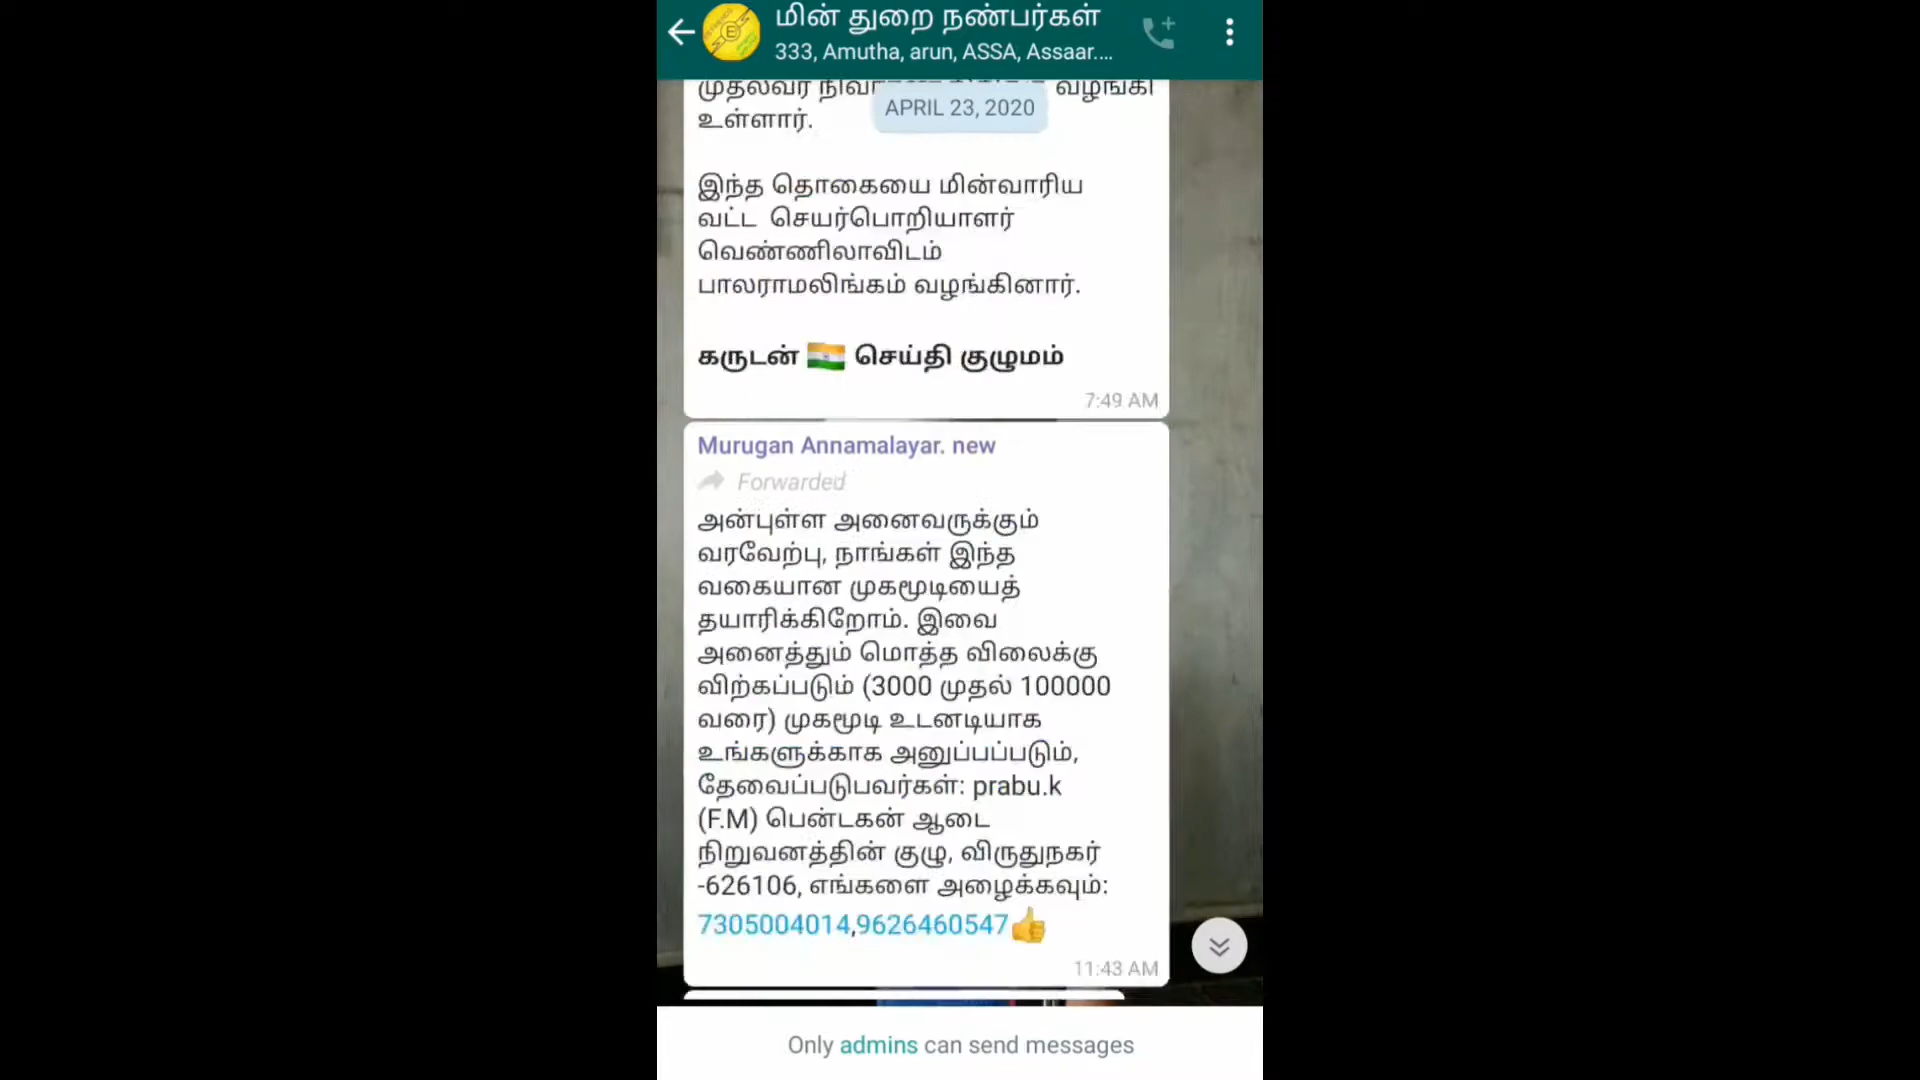 மின் துறை நண்பர்கள்
333, Amutha, arun, ASSA, Assaar....
முதல்வர் வழங்கி
APRIL 23, 2020
உள்ளார்.
இந்த தொகையை மின்வாரிய
வட்ட செயர்பொறியாளர்
வெண்ணிலாவிடம்
பாலராமலிங்கம் வழங்கினார்.
கருடன் 🇮🇳 செய்தி குழுமம்
7:49 AM
Murugan Annamalayar. new
Forwarded
அன்புள்ள அனைவருக்கும்
வரவேற்பு, நாங்கள் இந்த
வகையான முகமூடியைத்
தயாரிக்கிறோம். இவை
அனைத்தும் மொத்த விலைக்கு
விற்கப்படும் (3000 முதல் 100000
வரை) முகமூடி உடனடியாக
உங்களுக்காக அனுப்பப்படும்,
தேவைப்படுபவர்கள்: prabu.k
(F.M) பென்டகன் ஆடை
நிறுவனத்தின் குழு, விருதுநகர்
-626106, எங்களை அழைக்கவும்:
7305004014,9626460547👍
11:43 AM
Only admins can send messages